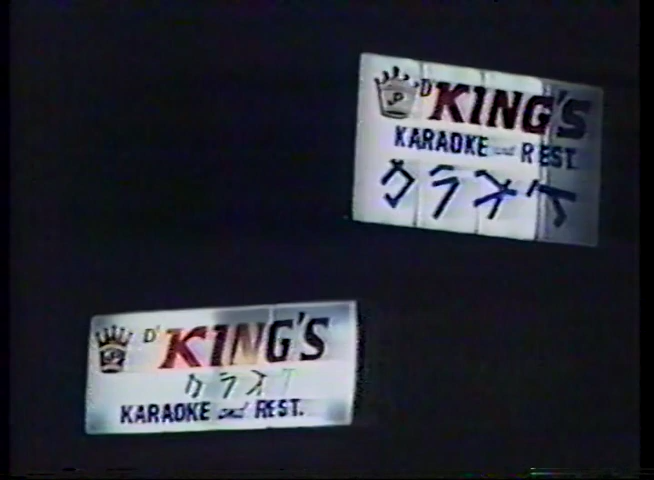 D'KING'S
KARAOKE and REST.
カラオケ
D'KING'S
カラオケ
KARAOKE and REST.